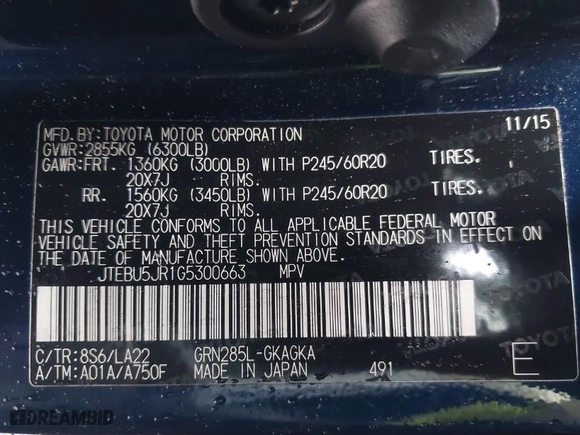 MFD.BY:TOYOTA MOTOR CORPORATION 11/15
GVWR:2855KG (6300LB)
GAWR:FRT. 1360KG (3000LB) WITH P245/60R20 TIRES.
20X7J RIMS.
RR. 1560KG (3450LB) WITH P245/60R20 TIRES.
20X7J RIMS.
THIS VEHICLE CONFORMS TO ALL APPLICABLE FEDERAL MOTOR
VEHICLE SAFETY AND THEFT PREVENTION STANDARDS IN EFFECT ON
THE DATE OF MANUFACTURE SHOWN ABOVE.
JTEBU5JR1G5300663 MPV
C/TR:8S6/LA22 GRN285L-GKAGKA
A/TM:A01A/A750F MADE IN JAPAN 491 E
DREAMBID